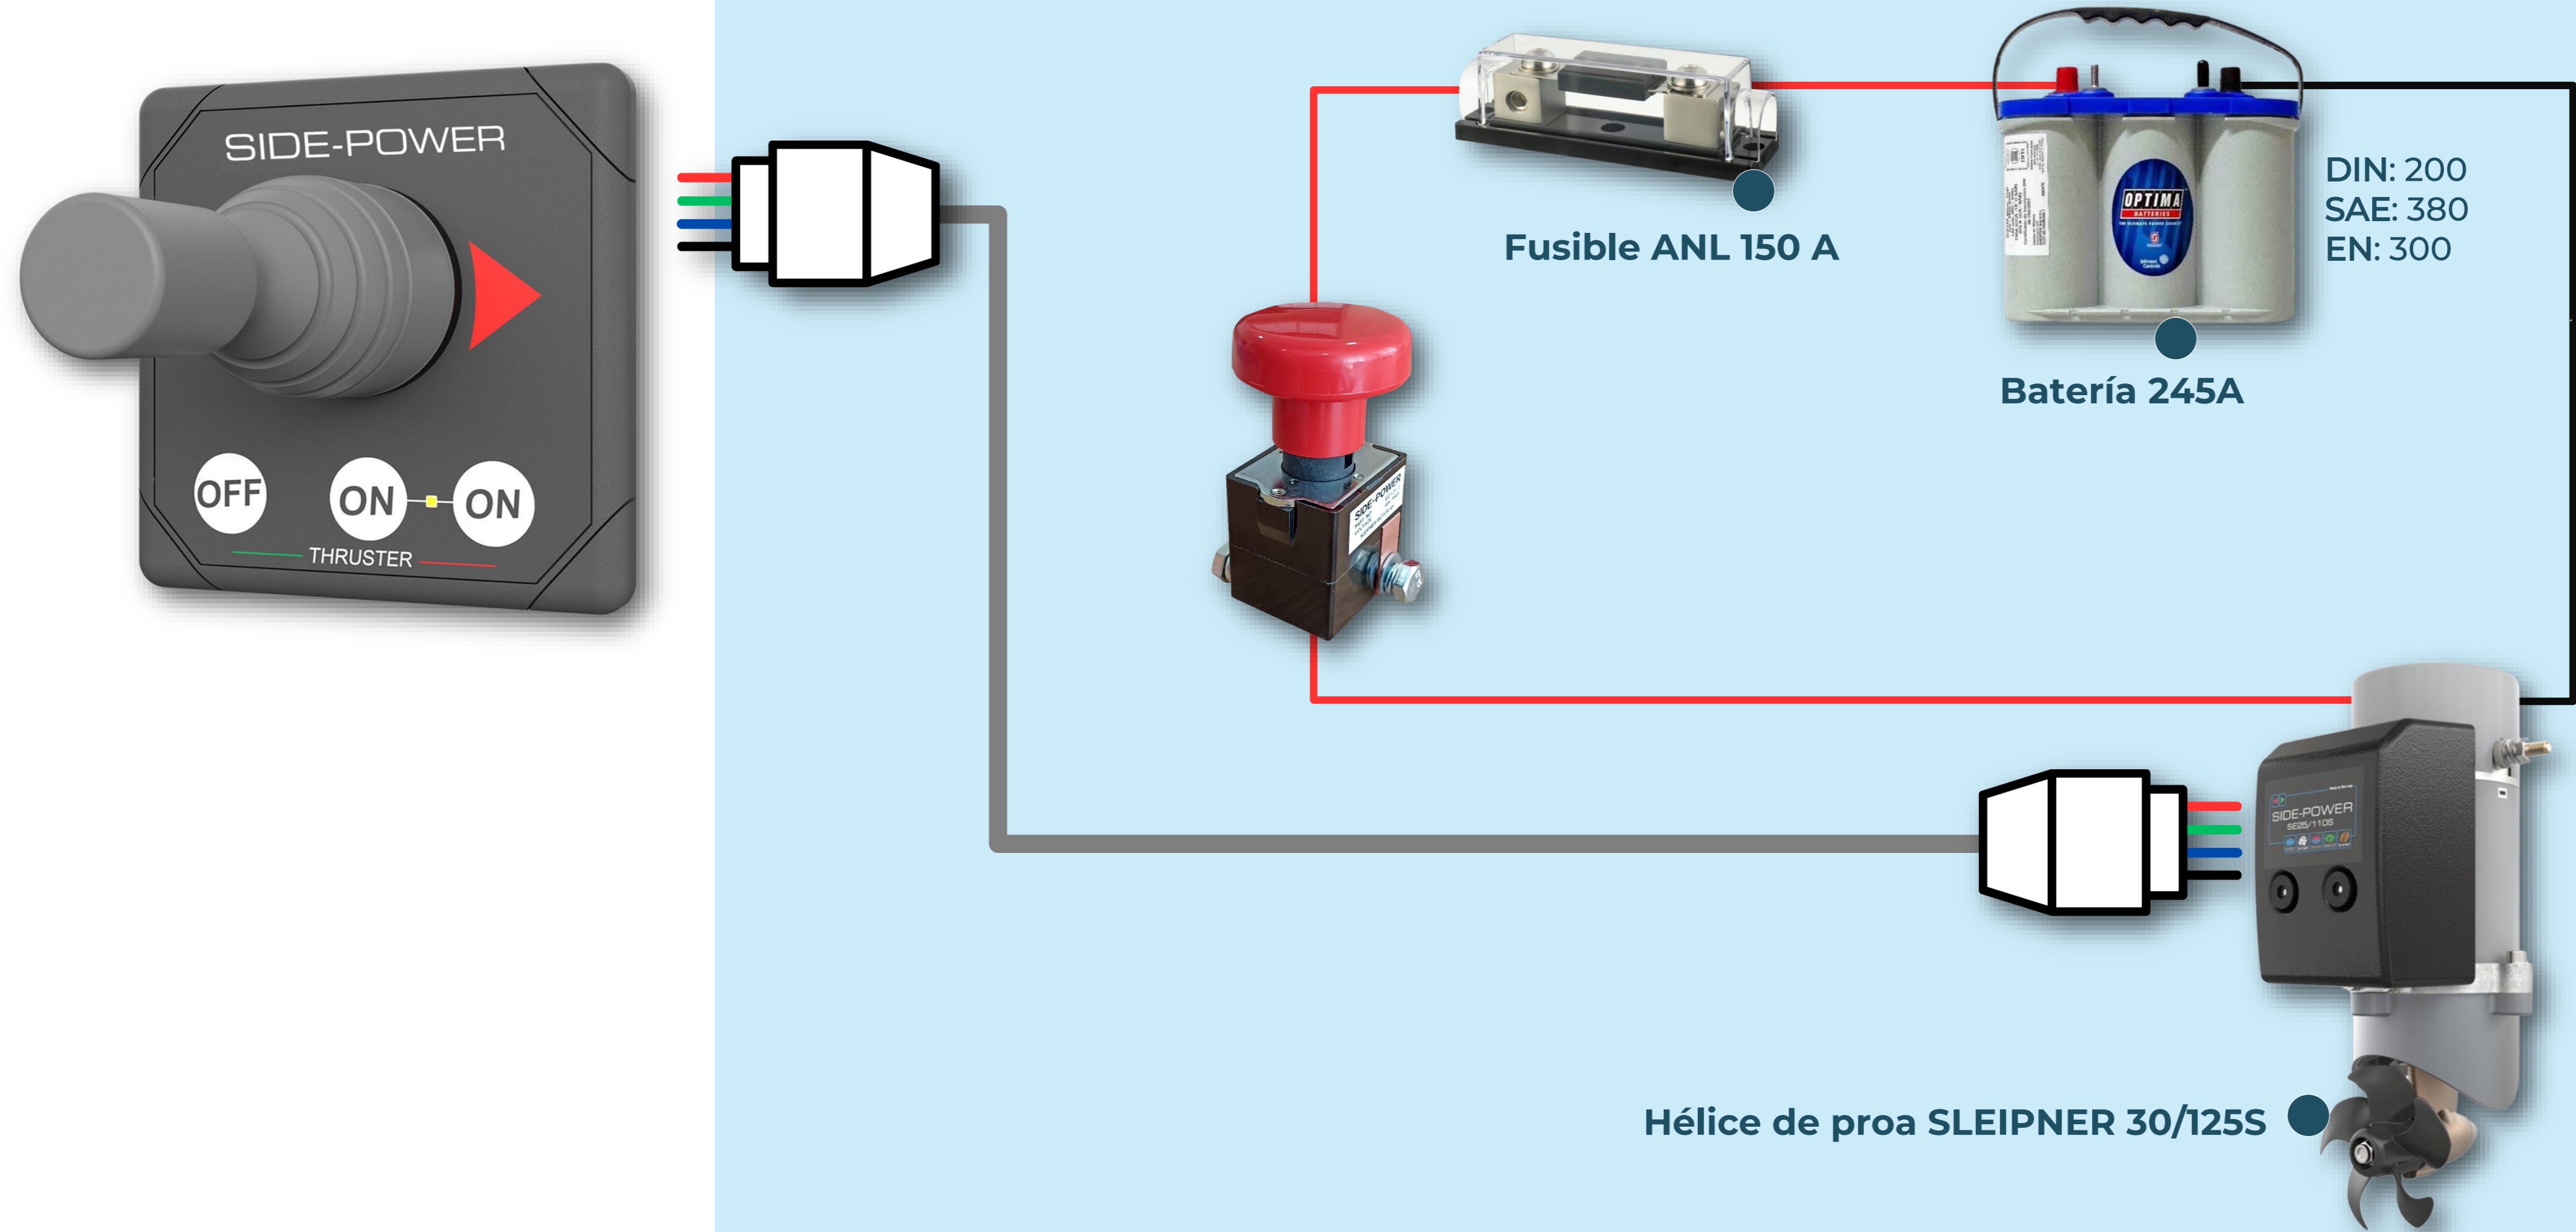 SIDE-POWER
OFF
ON
ON
THRUSTER
Fusible ANL 150 A
OPTIMA
BATTERIES
DIN: 200
SAE: 380
EN: 300
Batería 245A
SIDE-POWER
SIDE-POWER
SE25/110S
Hélice de proa SLEIPNER 30/125S